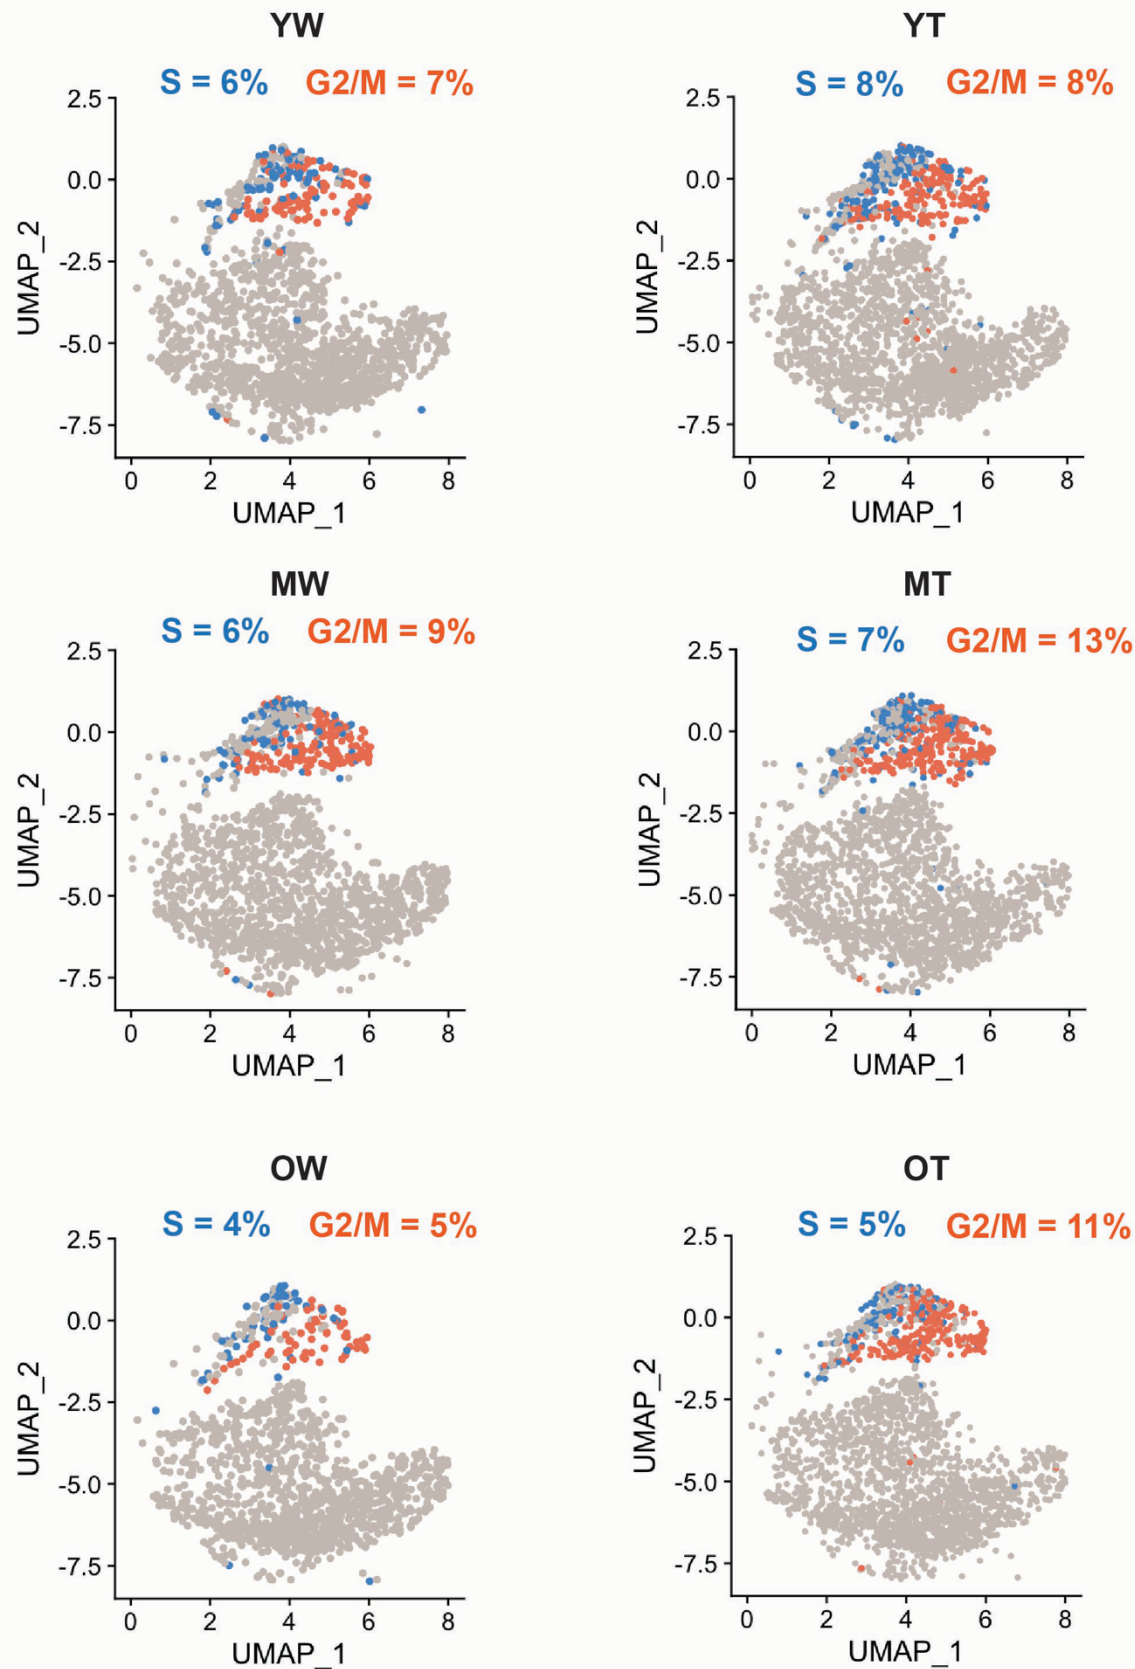 YW
S = 6% G2/M = 7%
2.5
0.0
-2.5
-5.0
-7.5
UMAP_2
0 2 4 6 8
UMAP_1
YT
S = 8% G2/M = 8%
2.5
0.0
-2.5
-5.0
-7.5
UMAP_2
0 2 4 6 8
UMAP_1
MW
S = 6% G2/M = 9%
2.5
0.0
-2.5
-5.0
-7.5
UMAP_2
0 2 4 6 8
UMAP_1
MT
S = 7% G2/M = 13%
2.5
0.0
-2.5
-5.0
-7.5
UMAP_2
0 2 4 6 8
UMAP_1
OW
S = 4% G2/M = 5%
2.5
0.0
-2.5
-5.0
-7.5
UMAP_2
0 2 4 6 8
UMAP_1
OT
S = 5% G2/M = 11%
2.5
0.0
-2.5
-5.0
-7.5
UMAP_2
0 2 4 6 8
UMAP_1